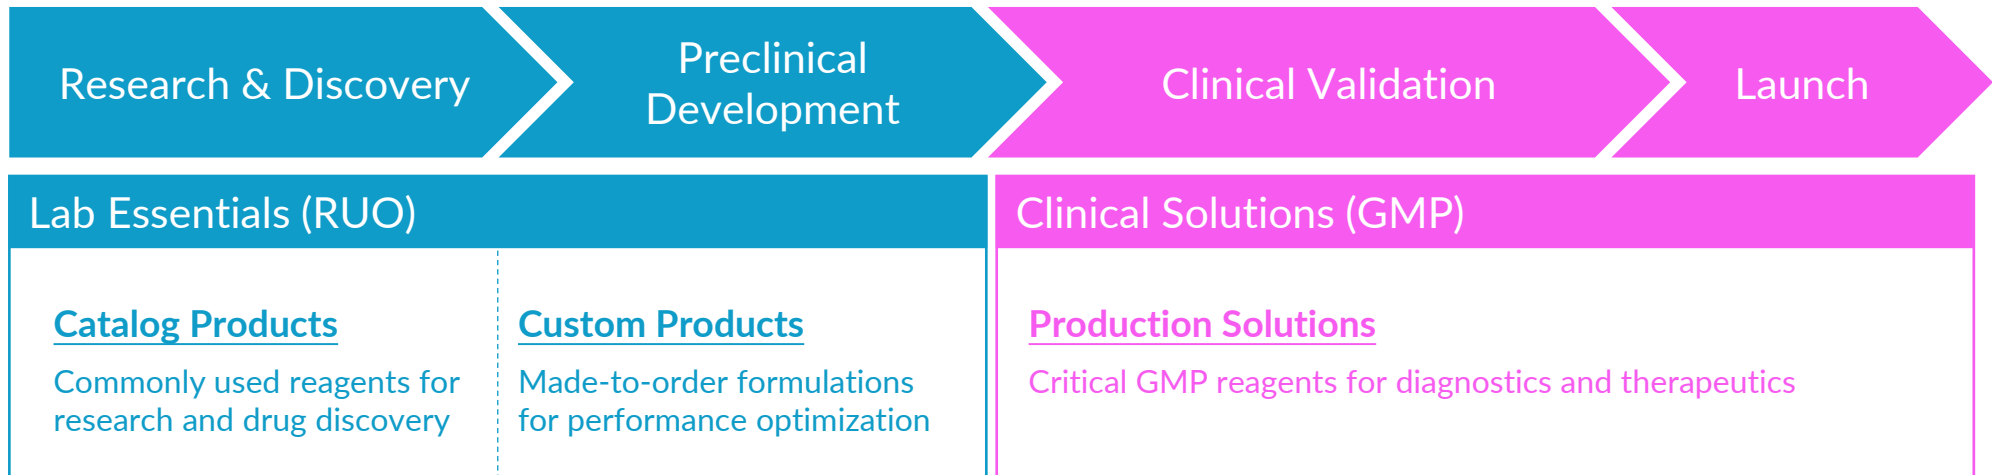 Research & Discovery
Preclinical
Development
Clinical Validation
Launch
Lab Essentials (RUO)
Clinical Solutions (GMP)
Catalog Products
Commonly used reagents for
research and drug discovery
Custom Products
Made-to-order formulations
for performance optimization
Production Solutions
Critical GMP reagents for diagnostics and therapeutics